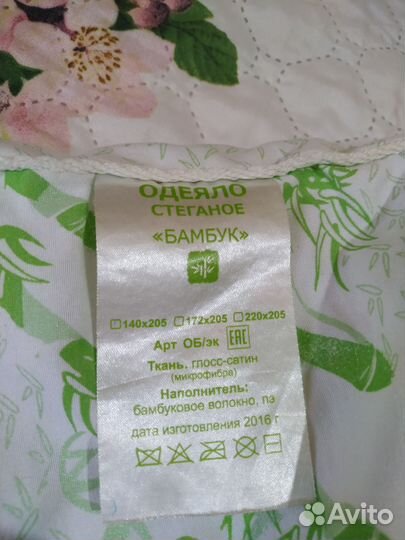 ОДЕЯЛО
СТЕГАНОЕ
«БАМБУК»
140х205 172х205 220х205
Арт ОБ/эк ЕАС
Ткань. глосс-сатин
(микрофибра)
Наполнитель:
бамбуковое волокно, пэ
дата изготовления 2016 г
Avito